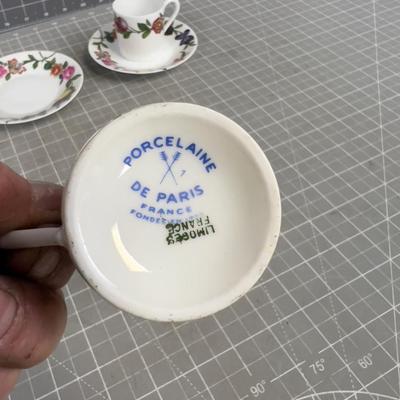 PORCELAINE
DE PARIS
FRANCE
LIMOGES
FRANCE
90°
75°
60°